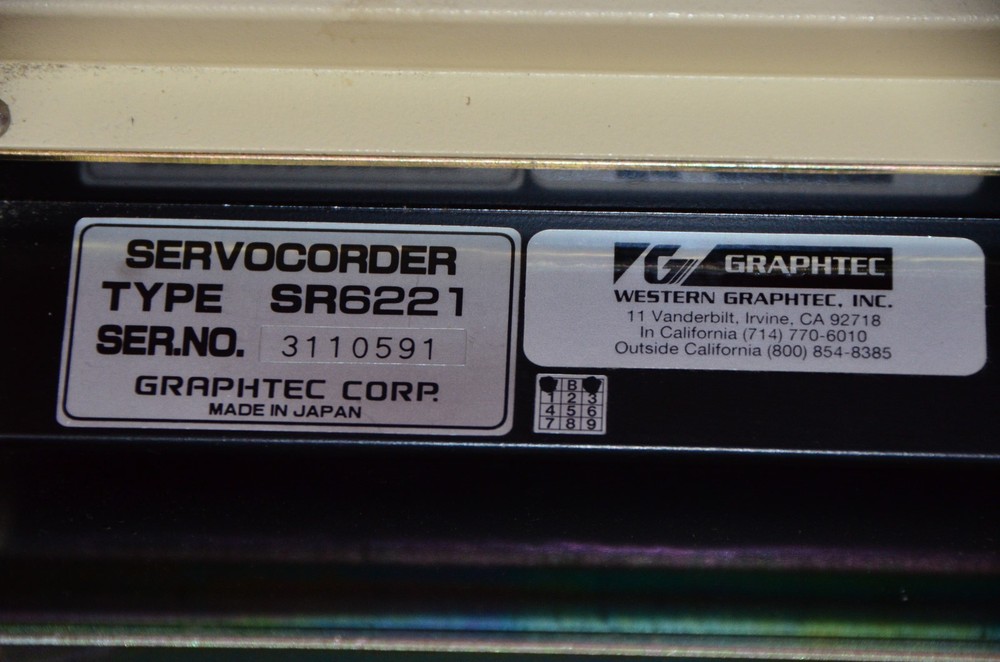 SERVOCORDER
TYPE SR6221
SER.NO. 3110591
GRAPHTEC CORP.
MADE IN JAPAN
G GRAPHTEC
WESTERN GRAPHTEC, INC.
11 Vanderbilt, Irvine, CA 92718
In California (714) 770-6010
Outside California (800) 854-8385
B
1 2 3
4 5 6
7 8 9